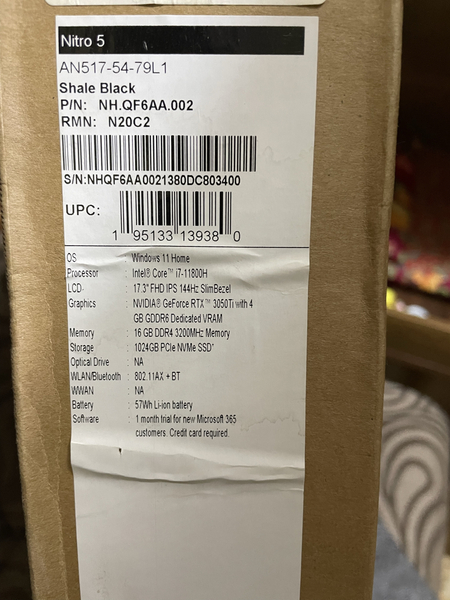 Nitro 5
AN517-54-79L1
Shale Black
P/N: NH.QF6AA.002
RMN: N20C2
S/N:NHQF6AA0021380DC803400
UPC:
1 95133 13938 0
OS : Windows 11 Home
Processor : Intel® Core™ i7-11800H
LCD : 17.3" FHD IPS 144Hz SlimBezel
Graphics : NVIDIA® GeForce RTX™ 3050Ti with 4
GB GDDR6 Dedicated VRAM
Memory : 16 GB DDR4 3200MHz Memory
Storage : 1024GB PCIe NVMe SSD*
Optical Drive : NA
WLAN/Bluetooth : 802.11AX + BT
WWAN : NA
Battery : 57Wh Li-ion battery
Software : 1 month trial for new Microsoft 365
customers. Credit card required.